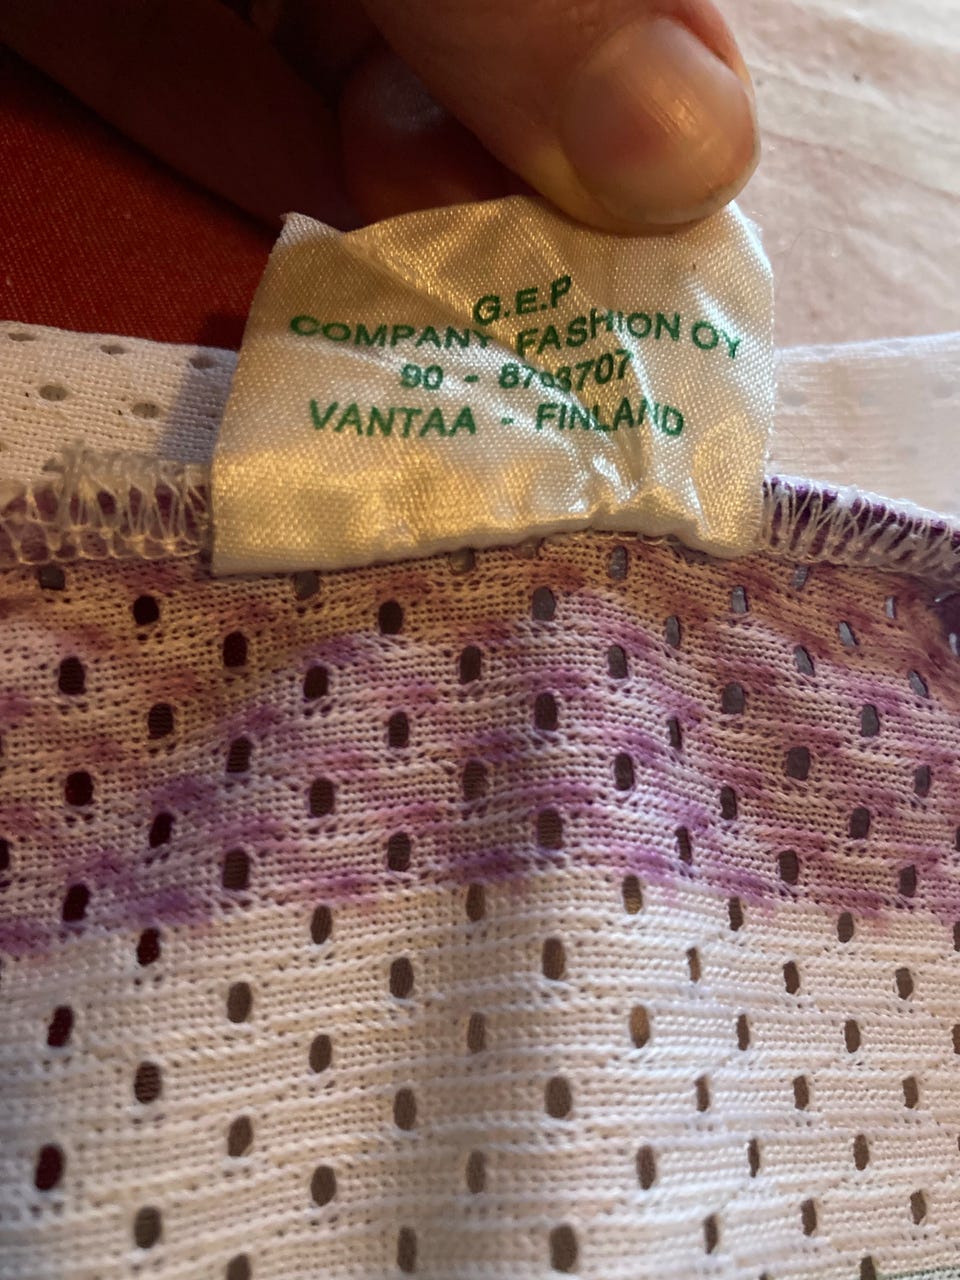 G.E.P
COMPANY FASHION OY
90 - 8703707
VANTAA - FINLAND